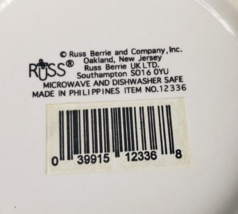 © Russ Berrie and Company, Inc.
Oakland, New Jersey
RUSS® Russ Berrie UK LTD.
Southampton SO16 0YU
MICROWAVE AND DISHWASHER SAFE
MADE IN PHILIPPINES ITEM NO.12336
0 39915 12336 8